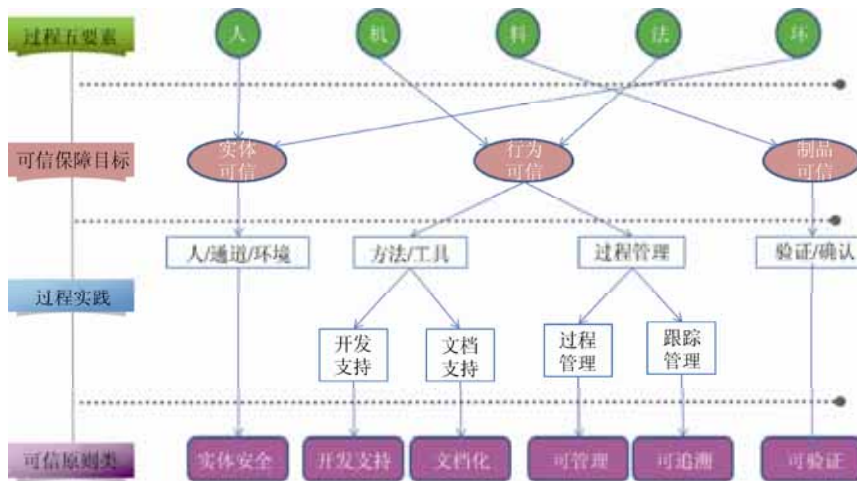 过程五要素
人
机
料
法
环
可信保障目标
实体
可信
行为
可信
制品
可信
人/通道/环境
方法/工具
过程管理
验证/确认
过程实践
开发
支持
文档
支持
过程
管理
跟踪
管理
可信原则类
实体安全
开发支持
文档化
可管理
可追溯
可验证